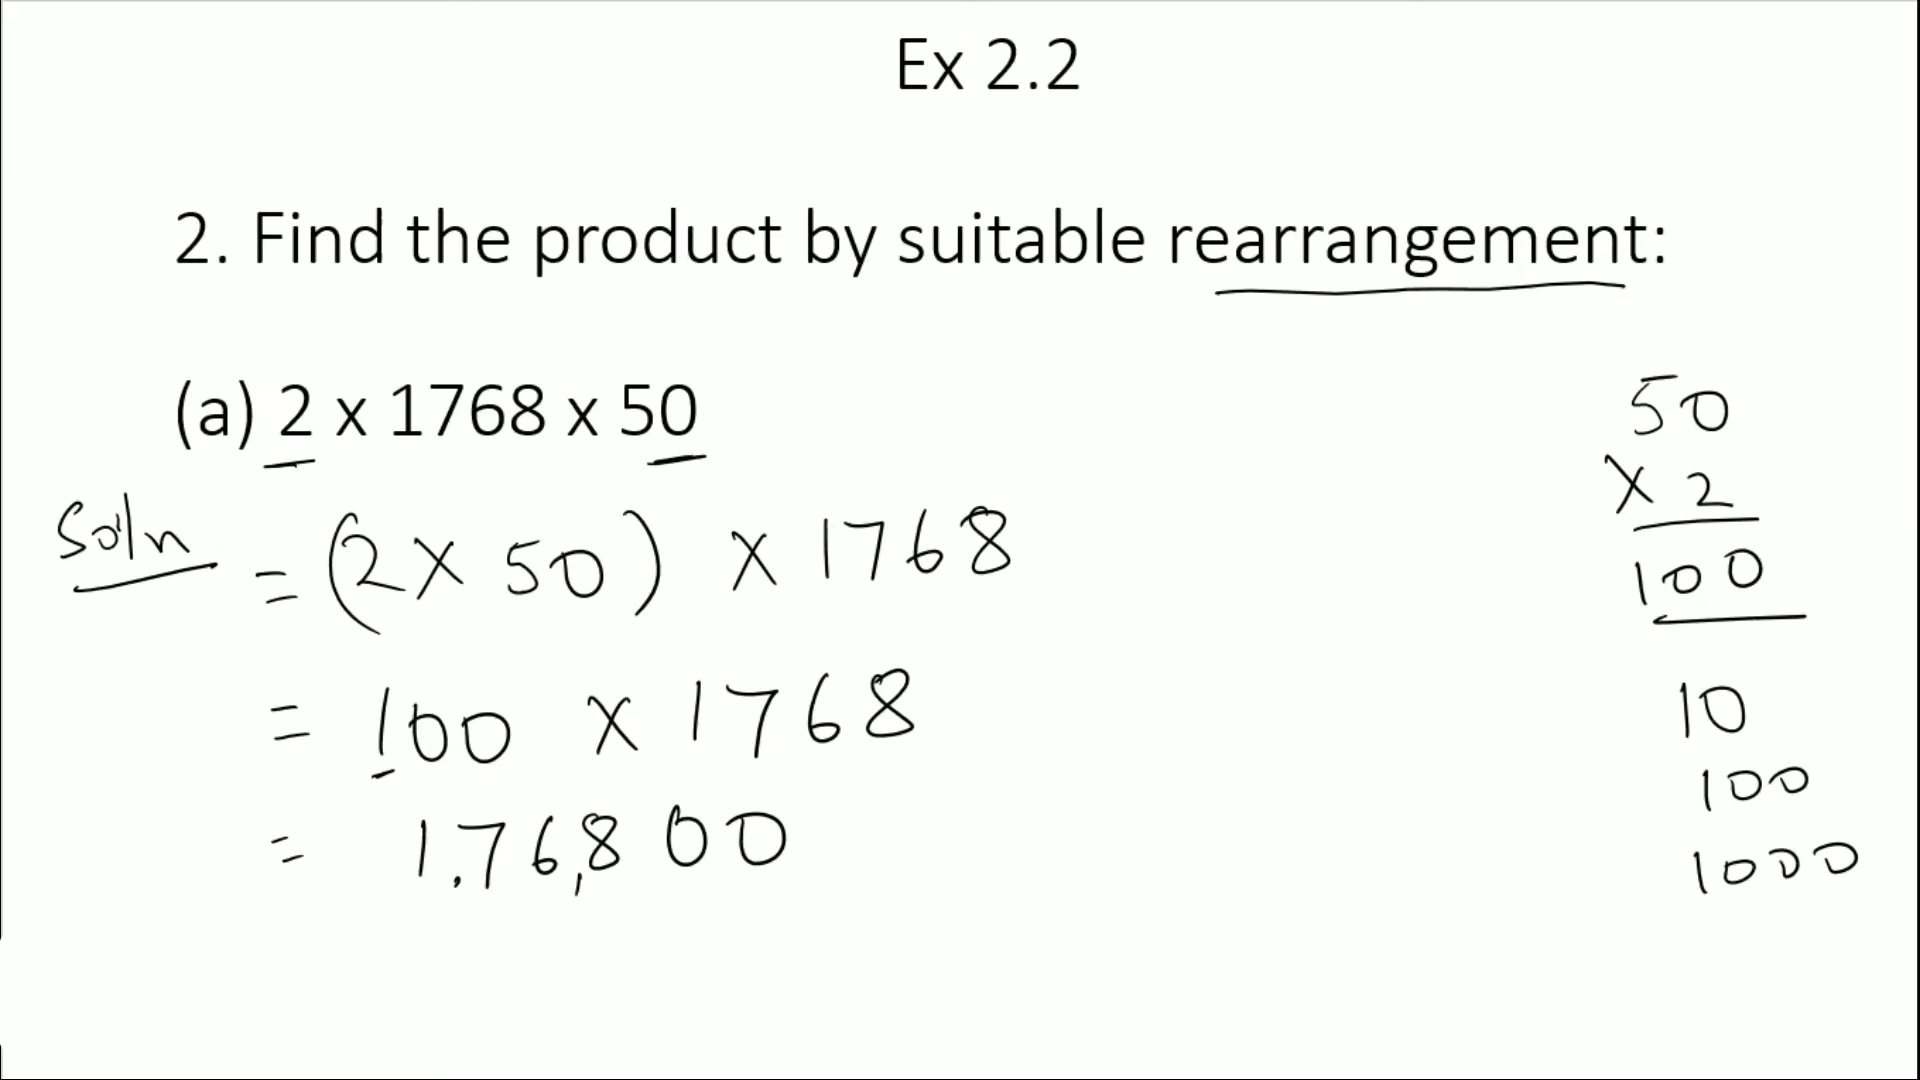 Ex 2.2
2. Find the product by suitable rearrangement:
(a) 2 x 1768 x 50
Soln
= (2 X 50) X 1768
= 100 X 1768
= 1,76,800
50
X 2
100
10
100
1000